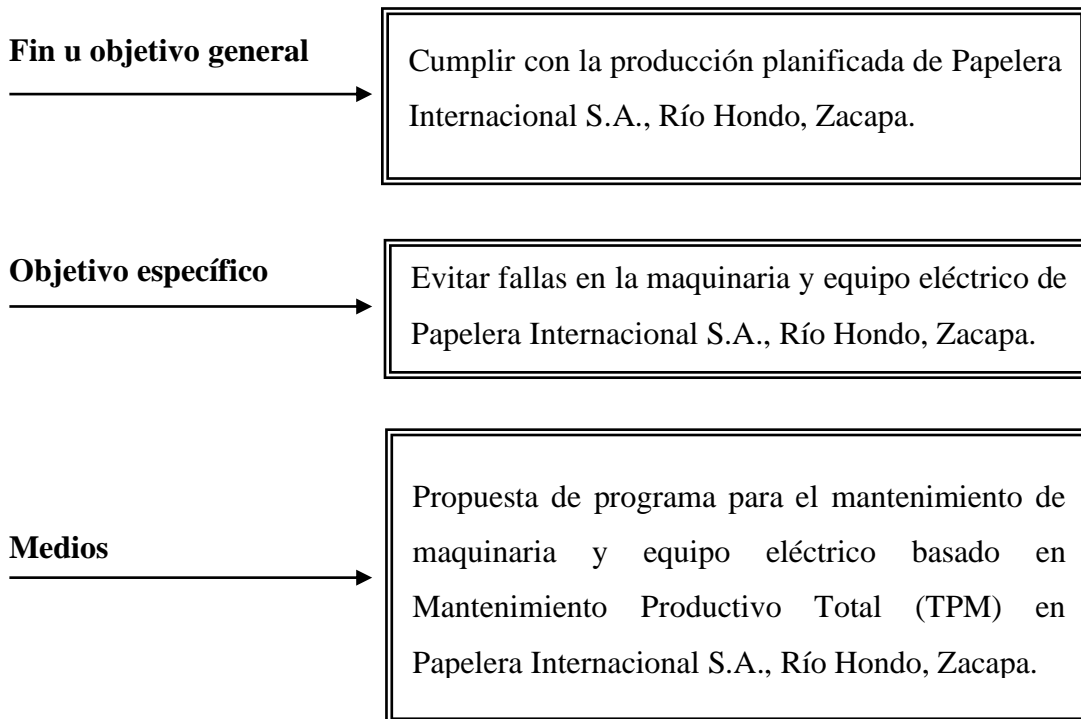 Fin u objetivo general
Cumplir con la producción planificada de Papelera
Internacional S.A., Río Hondo, Zacapa.
Objetivo específico
Evitar fallas en la maquinaria y equipo eléctrico de
Papelera Internacional S.A., Río Hondo, Zacapa.
Medios
Propuesta de programa para el mantenimiento de
maquinaria y equipo eléctrico basado en
Mantenimiento Productivo Total (TPM) en
Papelera Internacional S.A., Río Hondo, Zacapa.